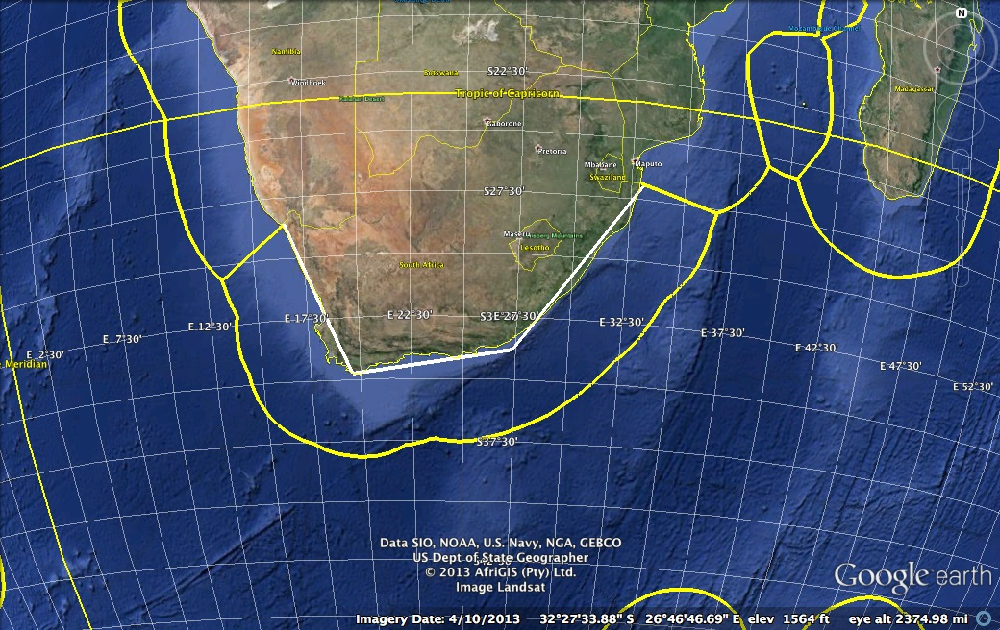 N
Namibia
Windhoek
Botswana
S22°30'
Kalahari Desert
Tropic of Capricorn
Madagascar
Gaborone
Pretoria
Mbabane
Maputo
Swaziland
S27°30'
Maseru
Lesotho
South Africa
E 17°30'
E 22°30'
E 27°30'
E 32°30'
E 12°30'
E 7°30'
E 2°30'
Meridian
E 37°30'
E 42°30'
E 47°30'
E 52°30'
S37°30'
Data SIO, NOAA, U.S. Navy, NGA, GEBCO
US Dept of State Geographer
© 2013 AfriGIS (Pty) Ltd.
Image Landsat
Google earth
Imagery Date: 4/10/2013 32°27'33.88" S 26°46'46.69" E elev 1564 ft eye alt 2374.98 mi